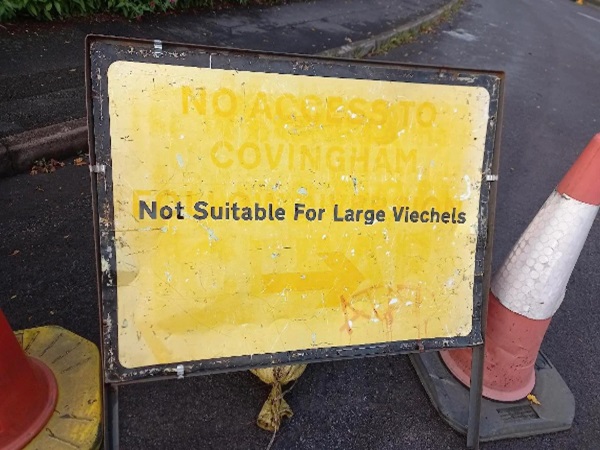 NO ACCESS TO
COVINGHAM
Not Suitable For Large Viechels